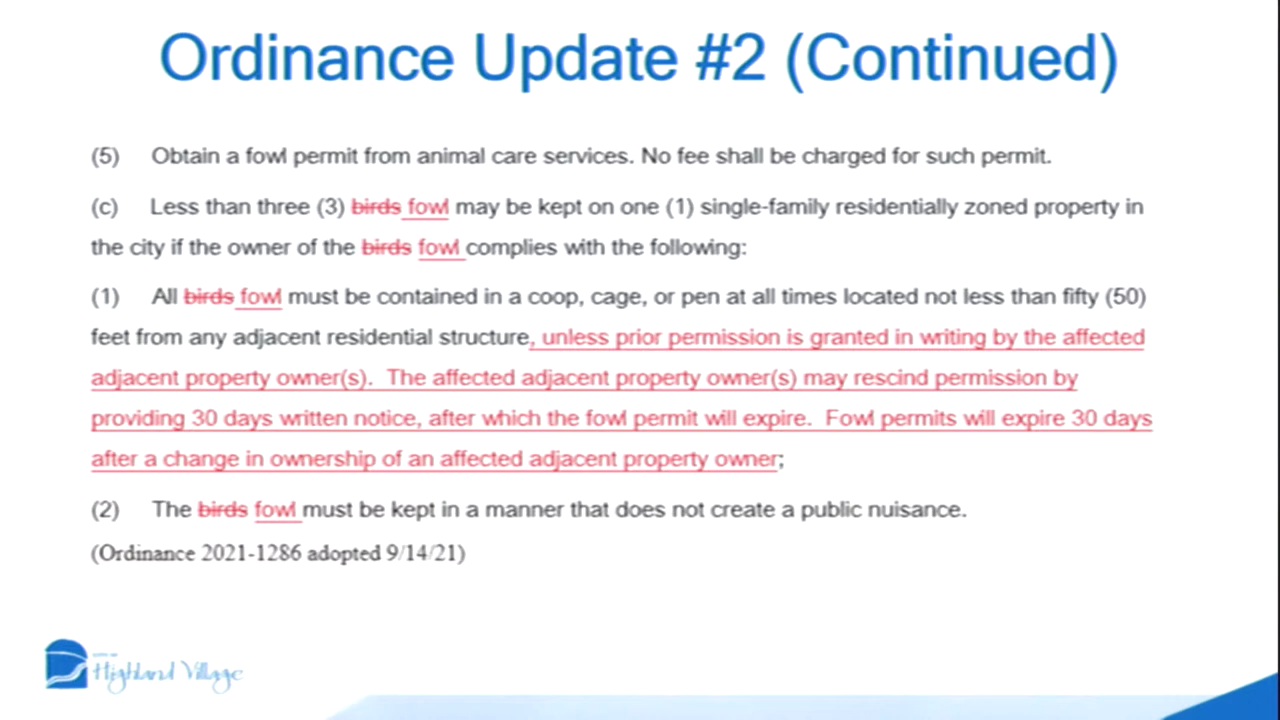 Ordinance Update #2 (Continued)
(5) Obtain a fowl permit from animal care services. No fee shall be charged for such permit.
(c) Less than three (3) birds fowl may be kept on one (1) single-family residentially zoned property in
the city if the owner of the birds fowl complies with the following:
(1) All birds fowl must be contained in a coop, cage, or pen at all times located not less than fifty (50)
feet from any adjacent residential structure, unless prior permission is granted in writing by the affected
adjacent property owner(s). The affected adjacent property owner(s) may rescind permission by
providing 30 days written notice, after which the fowl permit will expire. Fowl permits will expire 30 days
after a change in ownership of an affected adjacent property owner;
(2) The birds fowl must be kept in a manner that does not create a public nuisance.
(Ordinance 2021-1286 adopted 9/14/21)
Highland Village